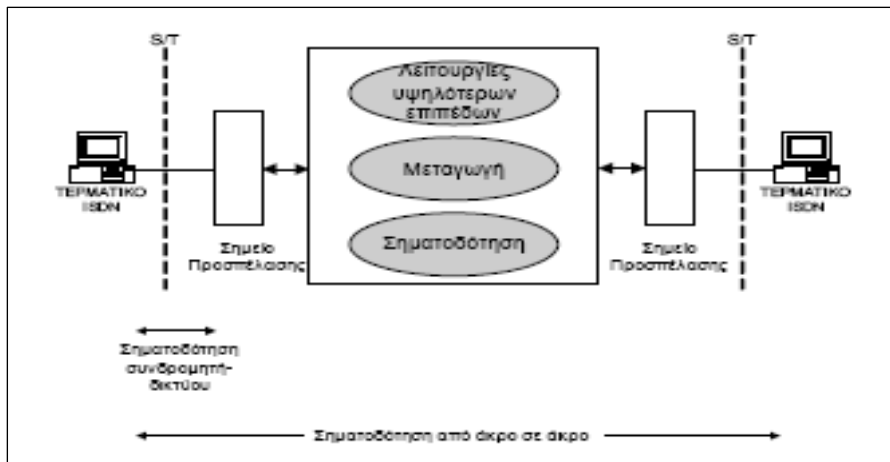 S/T
S/T
Λειτουργίες
υψηλότερων
επιπέδων
Μεταγωγή
ΤΕΡΜΑΤΙΚΟ
ISDN
ΤΕΡΜΑΤΙΚΟ
ISDN
Σηματοδότηση
Σημείο
Προσπέλασης
Σημείο
Προσπέλασης
Σηματοδότηση
συνδρομητή-
δικτύου
Σηματοδότηση από άκρο σε άκρο